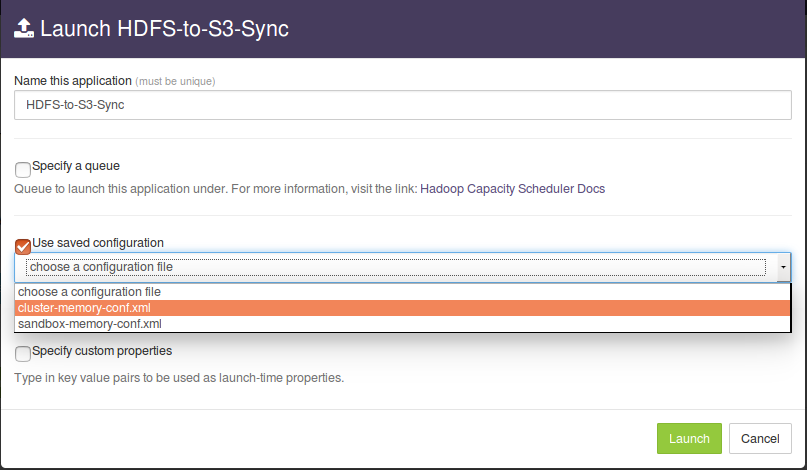 Launch HDFS-to-S3-Sync
Name this application (must be unique)
HDFS-to-S3-Sync
Specify a queue
Queue to launch this application under. For more information, visit the link: Hadoop Capacity Scheduler Docs
Use saved configuration
choose a configuration file
choose a configuration file
cluster-memory-conf.xml
sandbox-memory-conf.xml
Specify custom properties
Type in key value pairs to be used as launch-time properties.
Launch Cancel